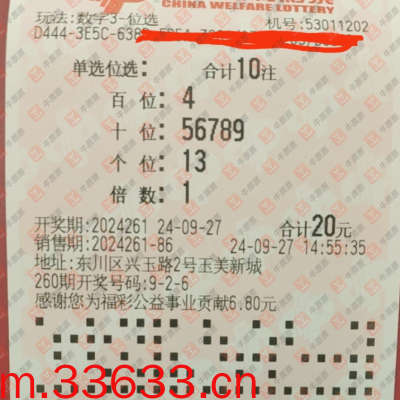 CHINA WELFARE LOTTERY
玩法:数字3-位选 机号:53011202
D444-3E5C-638
单选位选: 合计10注
百位: 4
十位: 56789
个位: 13
倍数: 1
开奖期:2024261 24-09-27 合计20元
销售期:2024261-86 24-09-27 14:55:35
地址:东川区兴玉路2号玉美新城
260期开奖号码:9-2-6
感谢您为福彩公益事业贡献6.80元
m.33633.cn